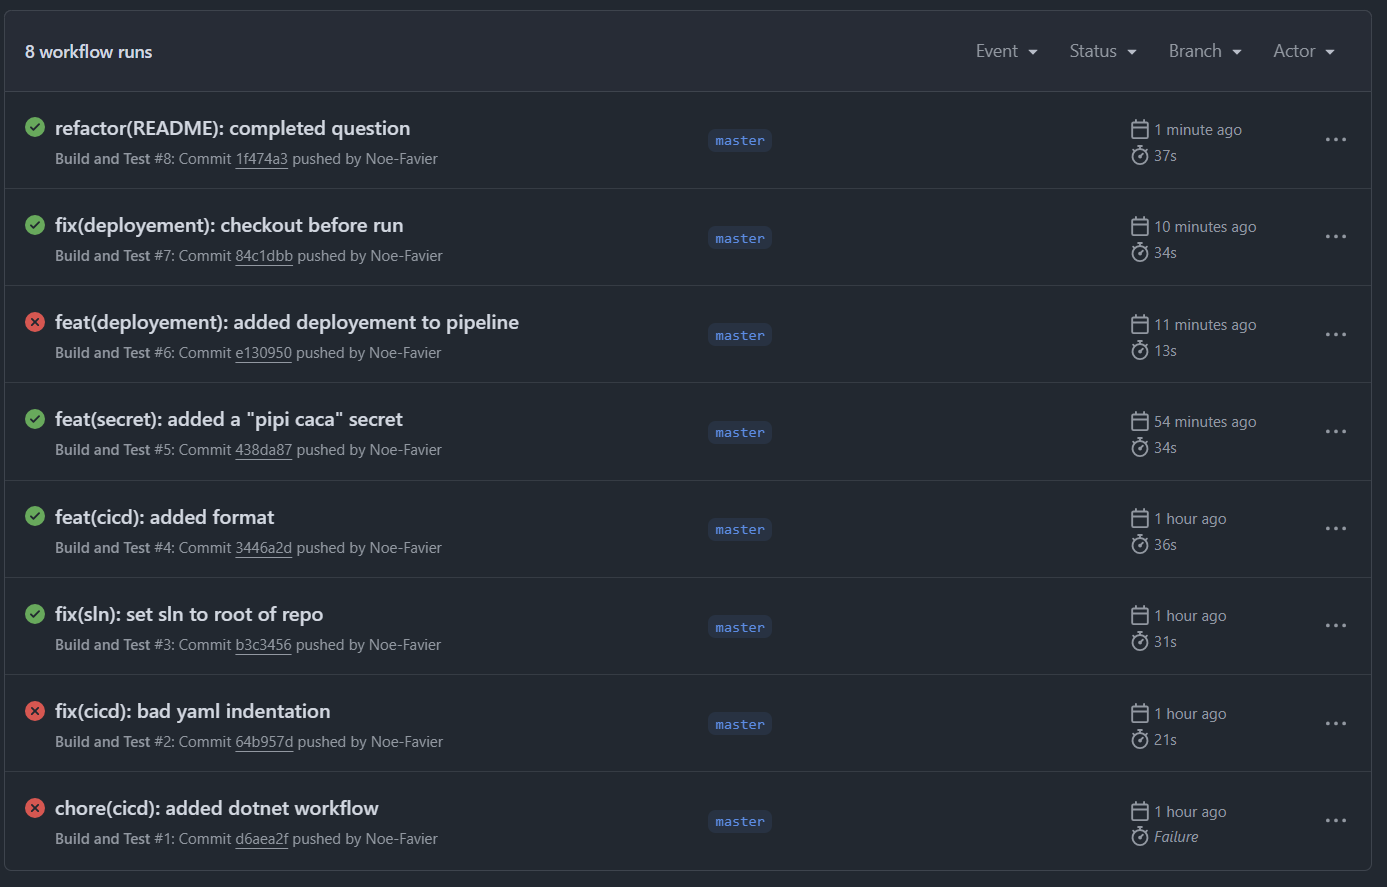 8 workflow runs
Event Status Branch Actor
refactor(README): completed question
Build and Test #8: Commit 1f474a3 pushed by Noe-Favier
master
1 minute ago
37s
fix(deployement): checkout before run
Build and Test #7: Commit 84c1dbb pushed by Noe-Favier
master
10 minutes ago
34s
feat(deployement): added deployement to pipeline
Build and Test #6: Commit e130950 pushed by Noe-Favier
master
11 minutes ago
13s
feat(secret): added a "pipi caca" secret
Build and Test #5: Commit 438da87 pushed by Noe-Favier
master
54 minutes ago
34s
feat(cicd): added format
Build and Test #4: Commit 3446a2d pushed by Noe-Favier
master
1 hour ago
36s
fix(sln): set sln to root of repo
Build and Test #3: Commit b3c3456 pushed by Noe-Favier
master
1 hour ago
31s
fix(cicd): bad yaml indentation
Build and Test #2: Commit 64b957d pushed by Noe-Favier
master
1 hour ago
21s
chore(cicd): added dotnet workflow
Build and Test #1: Commit d6aea2f pushed by Noe-Favier
master
1 hour ago
Failure